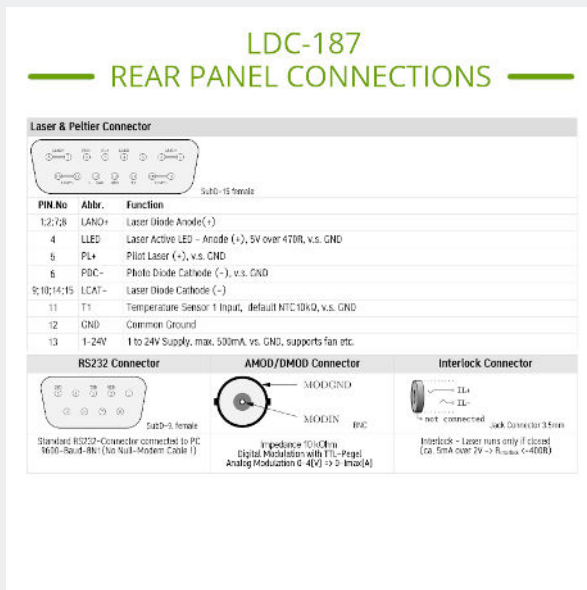 LDC-187
REAR PANEL CONNECTIONS
Laser & Peltier Connector
SubD-15 female
PIN.No Abbr. Function
1;2;7;8 LANO+ Laser Diode Anode(+)
4 LLED Laser Active LED - Anode (+), 5V over 470R, v.s. GND
5 PL+ Pilot Laser (+), v.s. GND
6 PDC- Photo Diode Cathode (-), v.s. GND
9;10;14;15 LCAT- Laser Diode Cathode (-)
11 T1 Temperature Sensor 1 Input, default NTC10kΩ, v.s. GND
12 GND Common Ground
13 1-24V 1 to 24V Supply, max. 500mA, vs. GND, supports fan etc.
RS232 Connector AMOD/DMOD Connector Interlock Connector
MODGND
IL+
IL-
MODIN
not connected
SubD-9, female
BNC
Jack Connector 3.5mm
Standard RS232-Connector connected to PC
9600-Baud-8N1(No Null-Modem Cable !)
Impedance 10 kOhm
Digital Modulation with TTL-Pegel
Analog Modulation 0-4[V] => 0-Imax[A]
Interlock - Laser runs only if closed
(ca. 5mA over 2V -> <-400R)